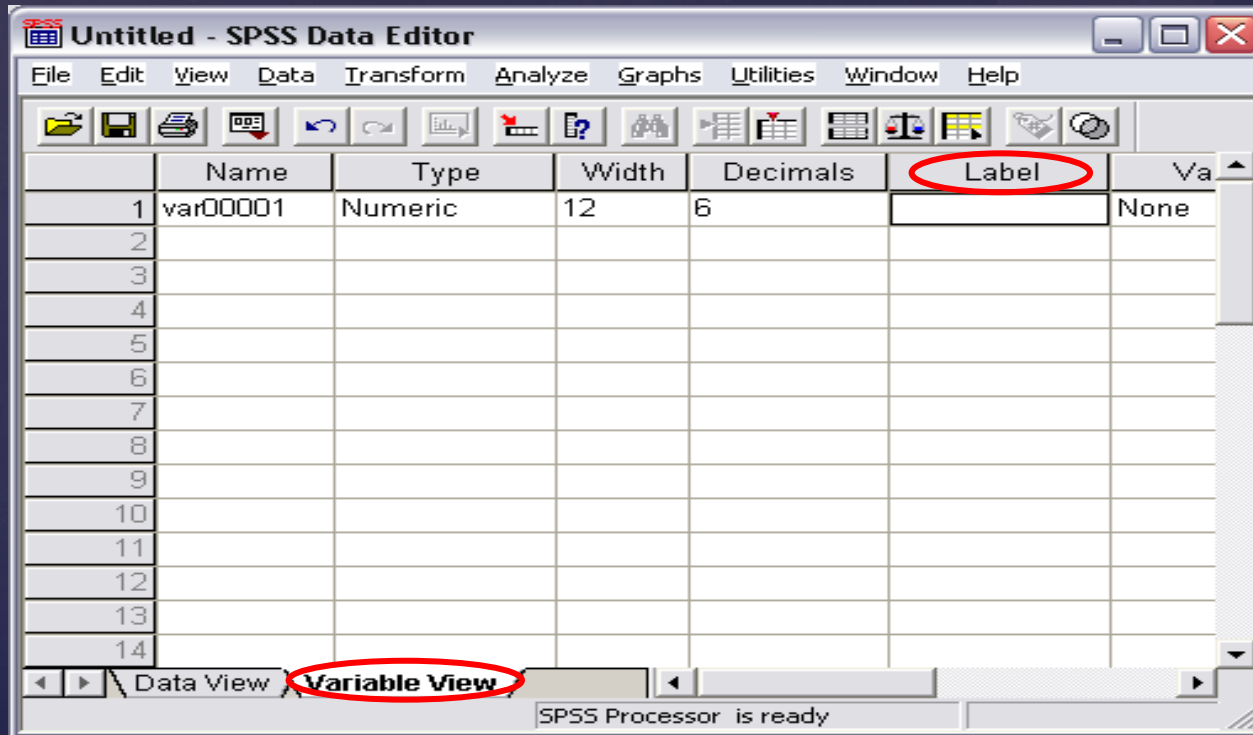 SPSS
Untitled - SPSS Data Editor
File Edit View Data Transform Analyze Graphs Utilities Window Help
Name Type Width Decimals Label Va
1 var00001 Numeric 12 6 None
2
3
4
5
6
7
8
9
10
11
12
13
14
Data View Variable View
SPSS Processor is ready